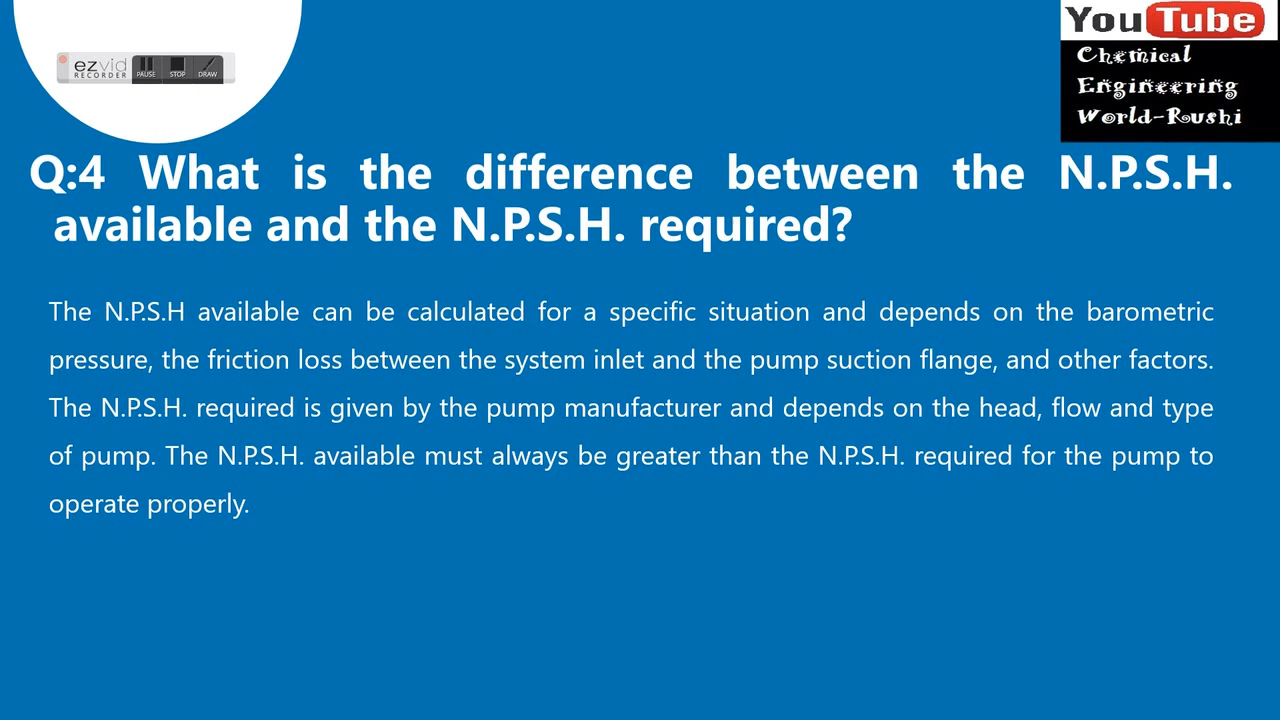 ezvid
RECORDER
PAUSE STOP DRAW
YouTube
Chemical
Engineering
World-Rushi
Q:4 What is the difference between the N.P.S.H.
available and the N.P.S.H. required?
The N.P.S.H available can be calculated for a specific situation and depends on the barometric
pressure, the friction loss between the system inlet and the pump suction flange, and other factors.
The N.P.S.H. required is given by the pump manufacturer and depends on the head, flow and type
of pump. The N.P.S.H. available must always be greater than the N.P.S.H. required for the pump to
operate properly.